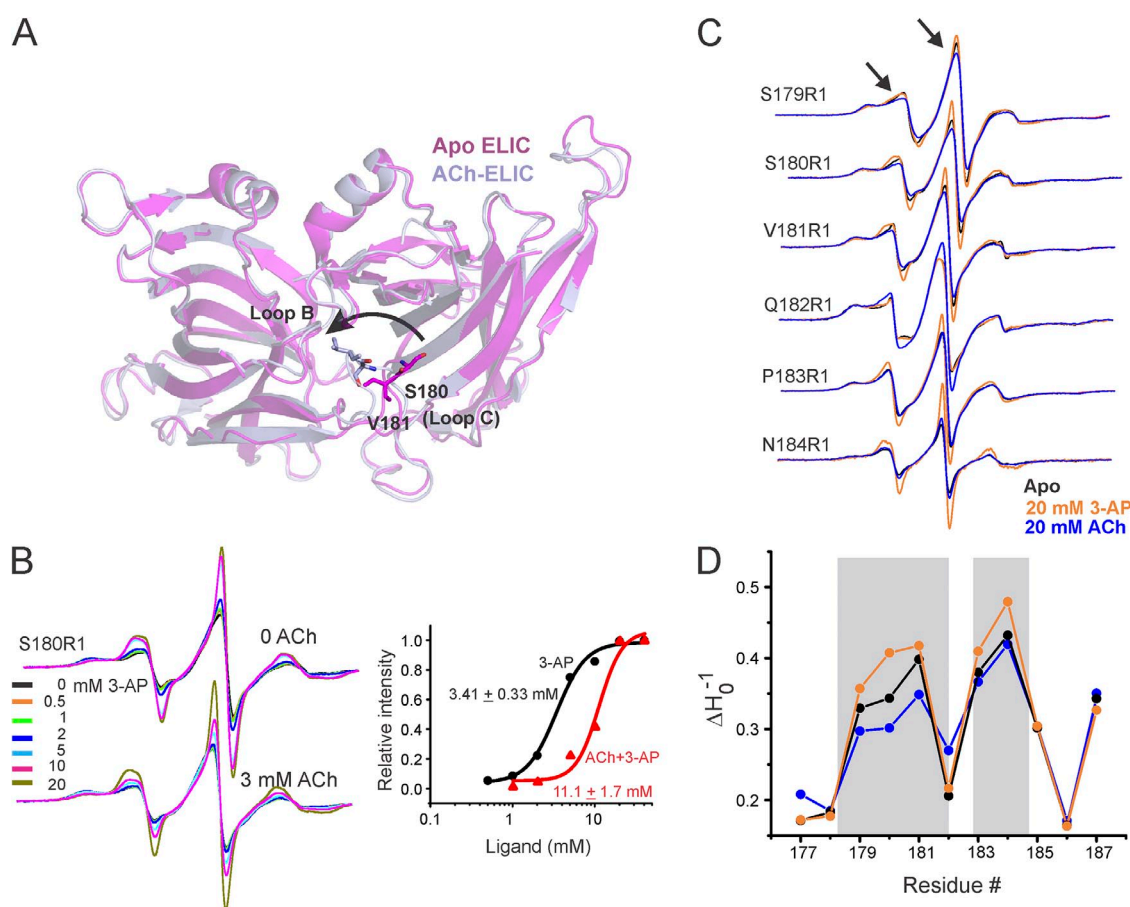 A
Apo ELIC
ACh-ELIC
Loop B
S180
V181 (Loop C)
B
S180R1
0 ACh
0 mM 3-AP
0.5
1
2
5
10
20
3 mM ACh
Relative intensity
1.0
0.8
0.6
0.4
0.2
0.0
3-AP
3.41 ± 0.33 mM
ACh+3-AP
11.1 ± 1.7 mM
0.1 1 10
Ligand (mM)
C
S179R1
S180R1
V181R1
Q182R1
P183R1
N184R1
Apo
20 mM 3-AP
20 mM ACh
D
ΔH₀⁻¹
0.5
0.4
0.3
0.2
177 179 181 183 185 187
Residue #